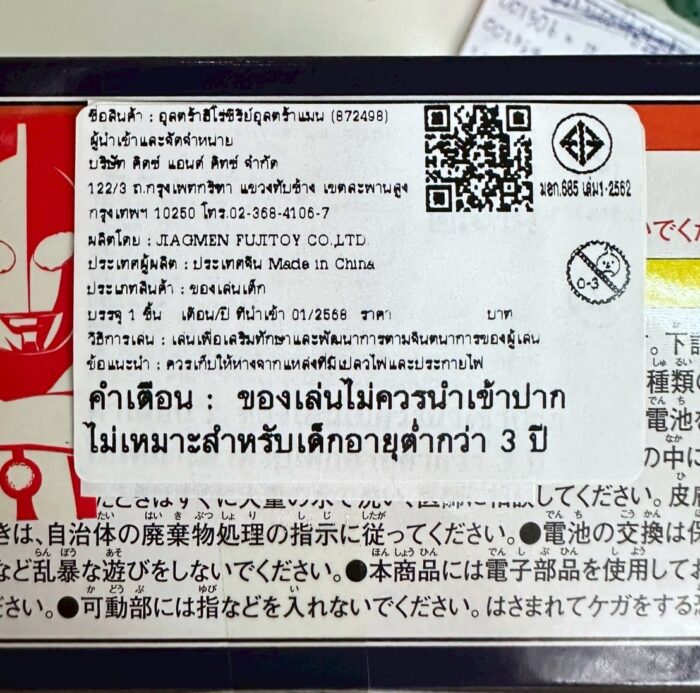 ชื่อสินค้า : อุลตร้าฮีโร่ซีรีย์อุลตร้าแมน (872498)
ผู้นำเข้าและจัดจำหน่าย
บริษัท คิดซ์ แอนด์ คิทซ์ จำกัด
122/3 ถ.กรุงเทพกรีฑา แขวงทับช้าง เขตสะพานสูง
กรุงเทพฯ 10250 โทร.02-368-4106-7
ผลิตโดย : JIAGMEN FUJITOY CO.,LTD
ประเทศผู้ผลิต : ประเทศจีน Made in China
ประเภทสินค้า : ของเล่นเด็ก
บรรจุ 1 ชิ้น เดือน/ปี ที่นำเข้า 01/2568 ราคา บาท
วิธีการเล่น : เล่นเพื่อเสริมทักษะและพัฒนาการตามจินตนาการของผู้เล่น
ข้อแนะนำ : ควรเก็บให้ห่างจากแหล่งที่มีเปลวไฟและประกายไฟ
คำเตือน : ของเล่นไม่ควรนำเข้าปาก
ไม่เหมาะสำหรับเด็กอายุต่ำกว่า 3 ปี
มอก.685 เล่ม1-2562
0-3
いでくだ
。下記
種類の
電池を
の中に
してください。皮膚
きは、自治体の廃棄物処理の指示に従ってください。●電池の交換は保
など乱暴な遊びをしないでください。●本商品には電子部品を使用してお
ださい。●可動部には指などを入れないでください。はさまれてケガをする